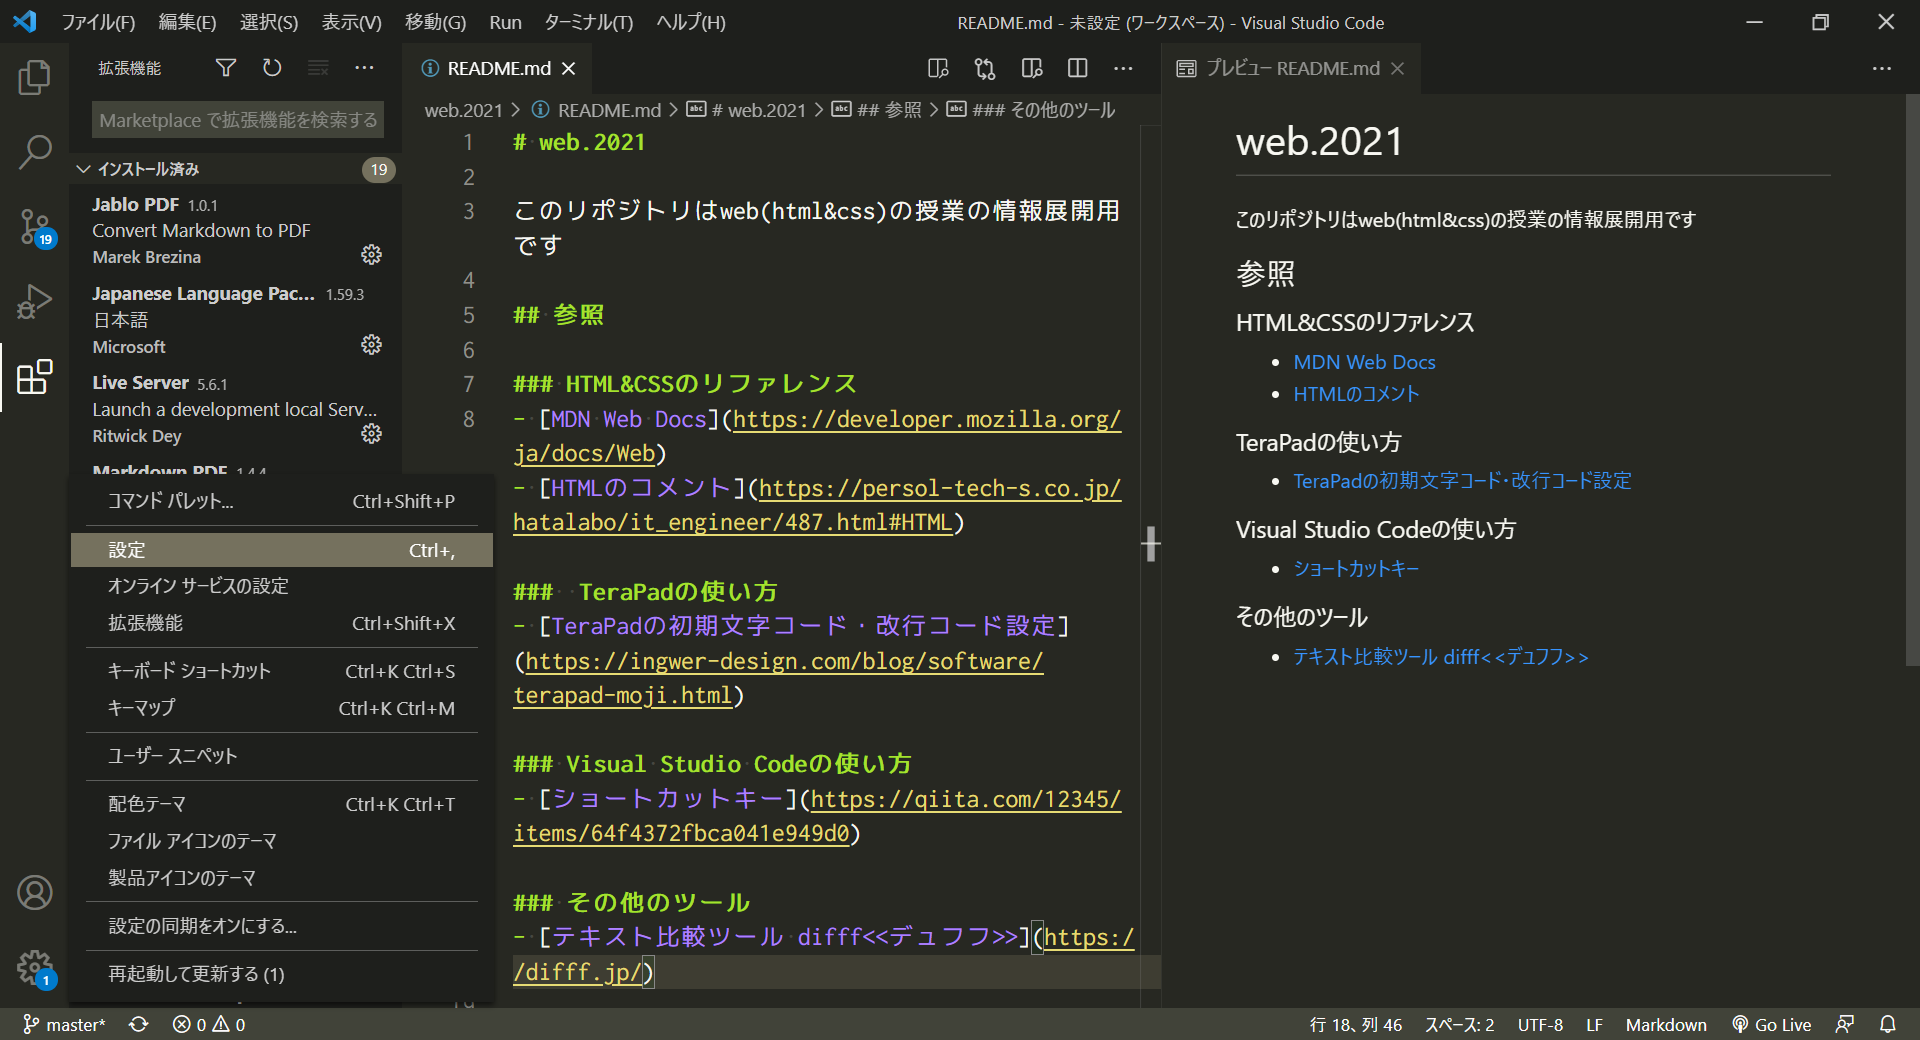 ファイル(F) 編集(E) 選択(S) 表示(V) 移動(G) Run ターミナル(T) ヘルプ(H) README.md - 未設定 (ワークスペース) - Visual Studio Code
拡張機能
Marketplace で拡張機能を検索する
インストール済み 19
Jablo PDF 1.0.1
Convert Markdown to PDF
Marek Brezina
Japanese Language Pac... 1.59.3
日本語
Microsoft
Live Server 5.6.1
Launch a development local Serv...
Ritwick Dey
Markdown PDF 1.4.4
19
コマンド パレット... Ctrl+Shift+P
設定 Ctrl+,
オンライン サービスの設定
拡張機能 Ctrl+Shift+X
キーボード ショートカット Ctrl+K Ctrl+S
キーマップ Ctrl+K Ctrl+M
ユーザー スニペット
配色テーマ Ctrl+K Ctrl+T
ファイル アイコンのテーマ
製品アイコンのテーマ
設定の同期をオンにする...
再起動して更新する (1)
1
README.md
web.2021 > README.md > # web.2021 > ## 参照 > ### その他のツール
1 # web.2021
2
3 このリポジトリはweb(html&css)の授業の情報展開用
です
4
5 ## 参照
6
7 ### HTML&CSSのリファレンス
8 - [MDN Web Docs](https://developer.mozilla.org/
ja/docs/Web)
- [HTMLのコメント](https://persol-tech-s.co.jp/
hatalabo/it_engineer/487.html#HTML)
### TeraPadの使い方
- [TeraPadの初期文字コード・改行コード設定]
(https://ingwer-design.com/blog/software/
terapad-moji.html)
### Visual Studio Codeの使い方
- [ショートカットキー](https://qiita.com/12345/
items/64f4372fbca041e949d0)
### その他のツール
- [テキスト比較ツール difff<<デュフフ>>](https:/
/difff.jp/)
プレビュー README.md
web.2021
このリポジトリはweb(html&css)の授業の情報展開用です
参照
HTML&CSSのリファレンス
• MDN Web Docs
• HTMLのコメント
TeraPadの使い方
• TeraPadの初期文字コード・改行コード設定
Visual Studio Codeの使い方
• ショートカットキー
その他のツール
• テキスト比較ツール difff<<デュフフ>>
master* 0 0 行 18、列 46 スペース: 2 UTF-8 LF Markdown Go Live